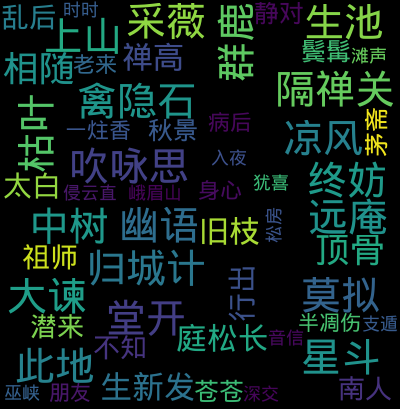 乱后
时时
上山
采薇
群鹿
静对
生池
鬓髯
滩声
相随
老来
禅高
隔禅关
禽隐石
枯叶
一炷香
秋景
病后
凉风
茅斋
吹咏思
入夜
终妨
太白
侵云直
峨眉山
身心
犹喜
远庵
中树
幽语
旧枝
松房
顶骨
祖师
归城计
大谏
行出
莫拟
潜来
堂开
庭松长
音信
半凋伤
支遁
不知
星斗
此地
巫峡
朋友
生新发
苍苍
深交
南人